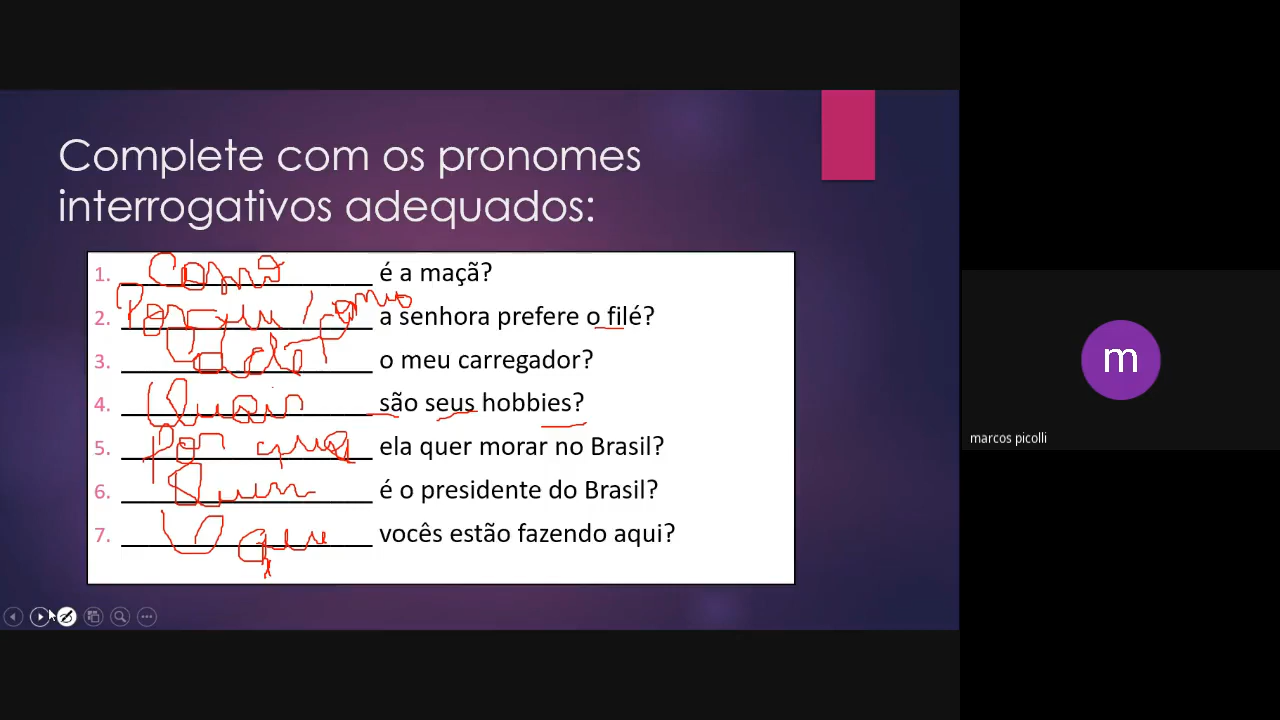 Complete com os pronomes
interrogativos adequados:
1. Como é a maçã?
2. Por que / Como a senhora prefere o filé?
3. Cadê o meu carregador?
4. Quais são seus hobbies?
5. Por que ela quer morar no Brasil?
6. Quem é o presidente do Brasil?
7. O que vocês estão fazendo aqui?
m
marcos picolli